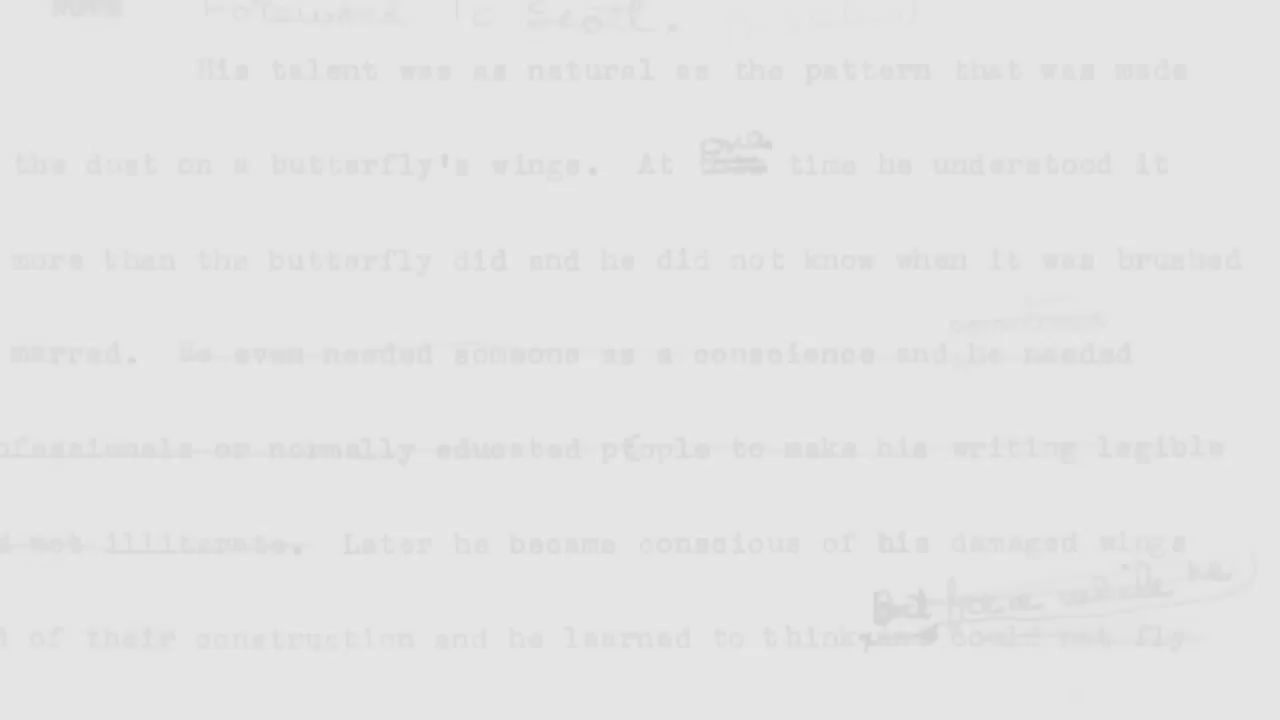 Scott.
His talent was as natural as the pattern that was made
the dust on a butterfly's wings. At one time he understood it
more than the butterfly did and he did not know when it was brushed
marred. He even needed someone as a conscience and he needed
ofessionals or normally educated people to make his writing legible
d not illiterate. Later he became conscious of his damaged wings
But
d of their construction and he learned to think and could not fly